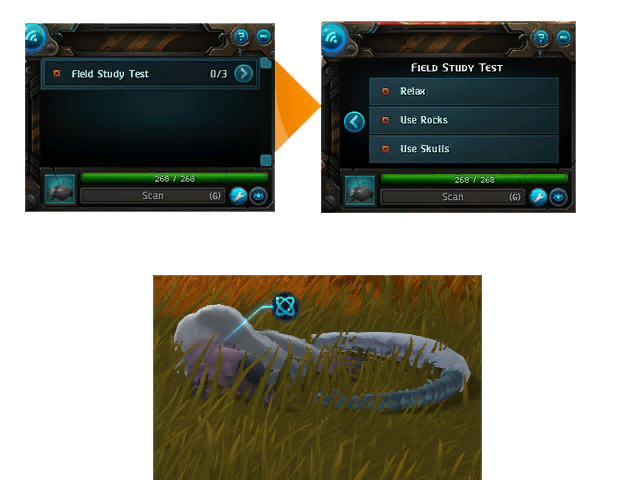 Field Study Test 0/3
268 / 268
Scan (G)
Field Study Test
Relax
Use Rocks
Use Skulls
268 / 268
Scan (G)